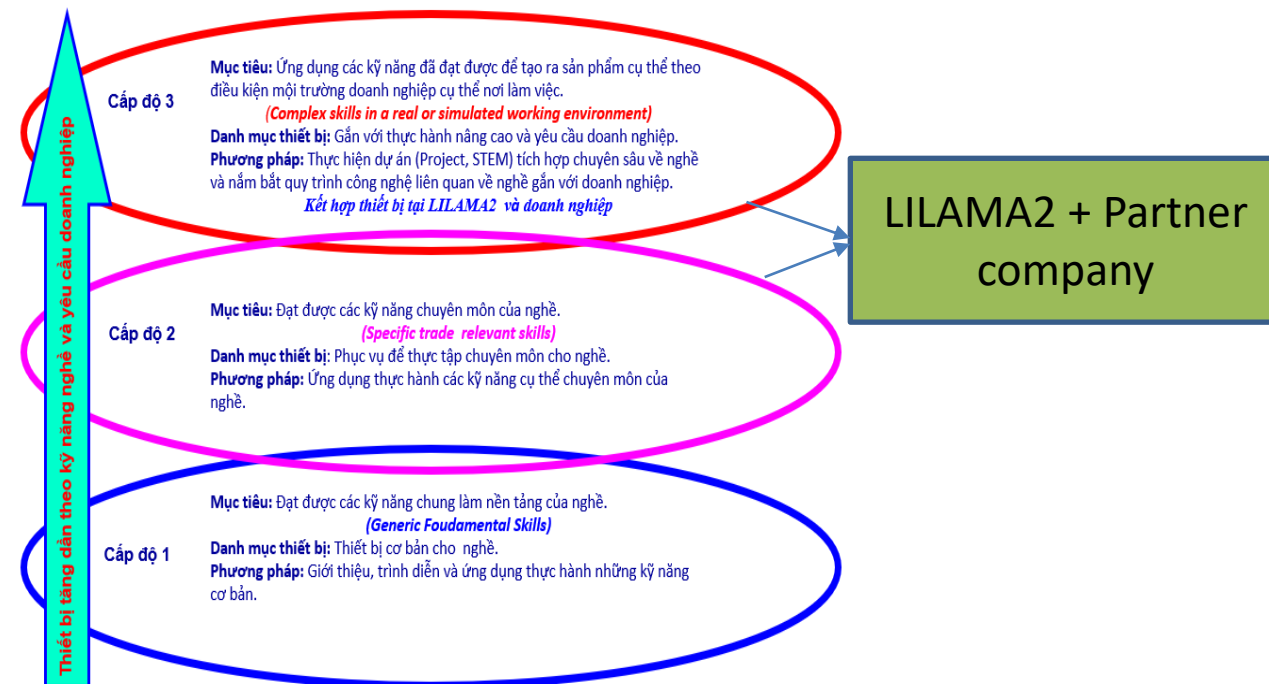 Thiết bị tăng dần theo kỹ năng nghề và yêu cầu doanh nghiệp
Cấp độ 3
Mục tiêu: Ứng dụng các kỹ năng đã đạt được để tạo ra sản phẩm cụ thể theo
điều kiện mội trường doanh nghiệp cụ thể nơi làm việc.
(Complex skills in a real or simulated working environment)
Danh mục thiết bị: Gắn với thực hành nâng cao và yêu cầu doanh nghiệp.
Phương pháp: Thực hiện dự án (Project, STEM) tích hợp chuyên sâu về nghề
và nắm bắt quy trình công nghệ liên quan về nghề gắn với doanh nghiệp.
Kết hợp thiết bị tại LILAMA2 và doanh nghiệp
LILAMA2 + Partner
company
Cấp độ 2
Mục tiêu: Đạt được các kỹ năng chuyên môn của nghề.
(Specific trade relevant skills)
Danh mục thiết bị: Phục vụ để thực tập chuyên môn cho nghề.
Phương pháp: Ứng dụng thực hành các kỹ năng cụ thể chuyên môn của
nghề.
Cấp độ 1
Mục tiêu: Đạt được các kỹ năng chung làm nền tảng của nghề.
(Generic Foudamental Skills)
Danh mục thiết bị: Thiết bị cơ bản cho nghề.
Phương pháp: Giới thiệu, trình diễn và ứng dụng thực hành những kỹ năng
cơ bản.